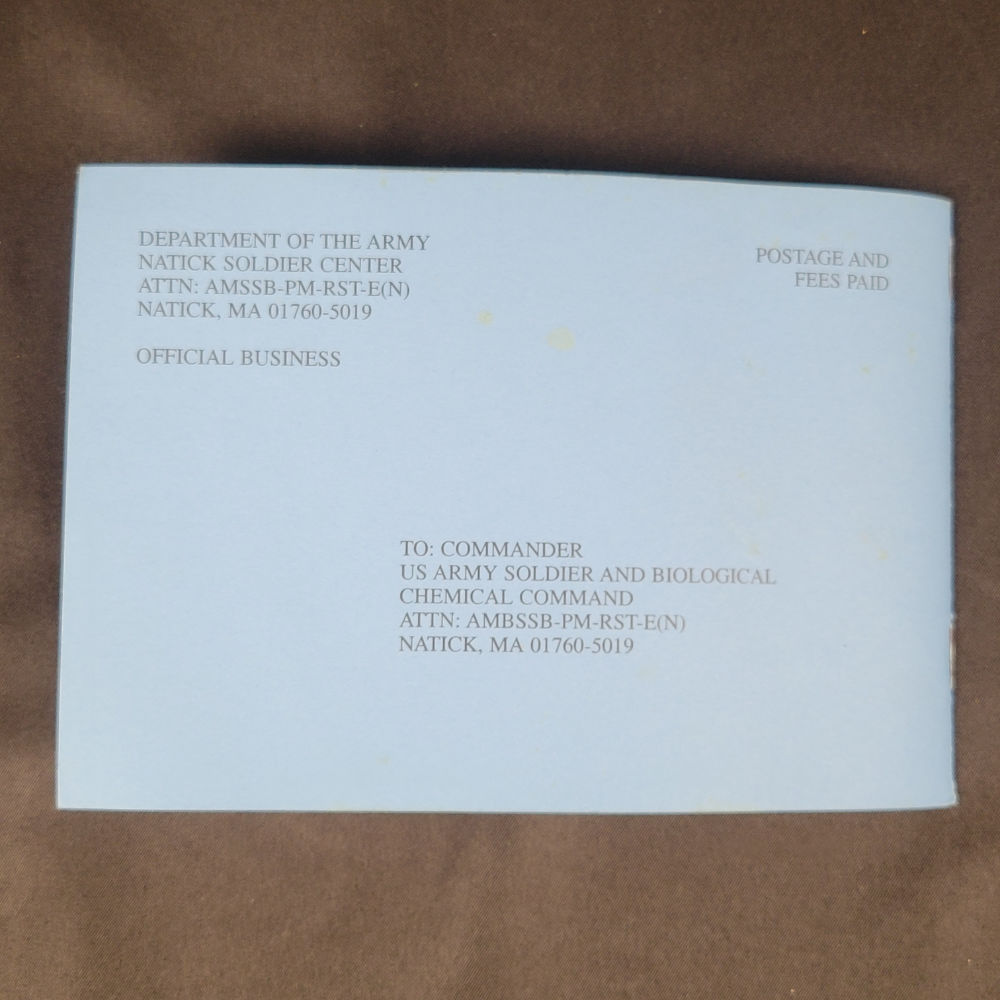 DEPARTMENT OF THE ARMY
NATICK SOLDIER CENTER
ATTN: AMSSB-PM-RST-E(N)
NATICK, MA 01760-5019
OFFICIAL BUSINESS
POSTAGE AND
FEES PAID
TO: COMMANDER
US ARMY SOLDIER AND BIOLOGICAL
CHEMICAL COMMAND
ATTN: AMBSSB-PM-RST-E(N)
NATICK, MA 01760-5019